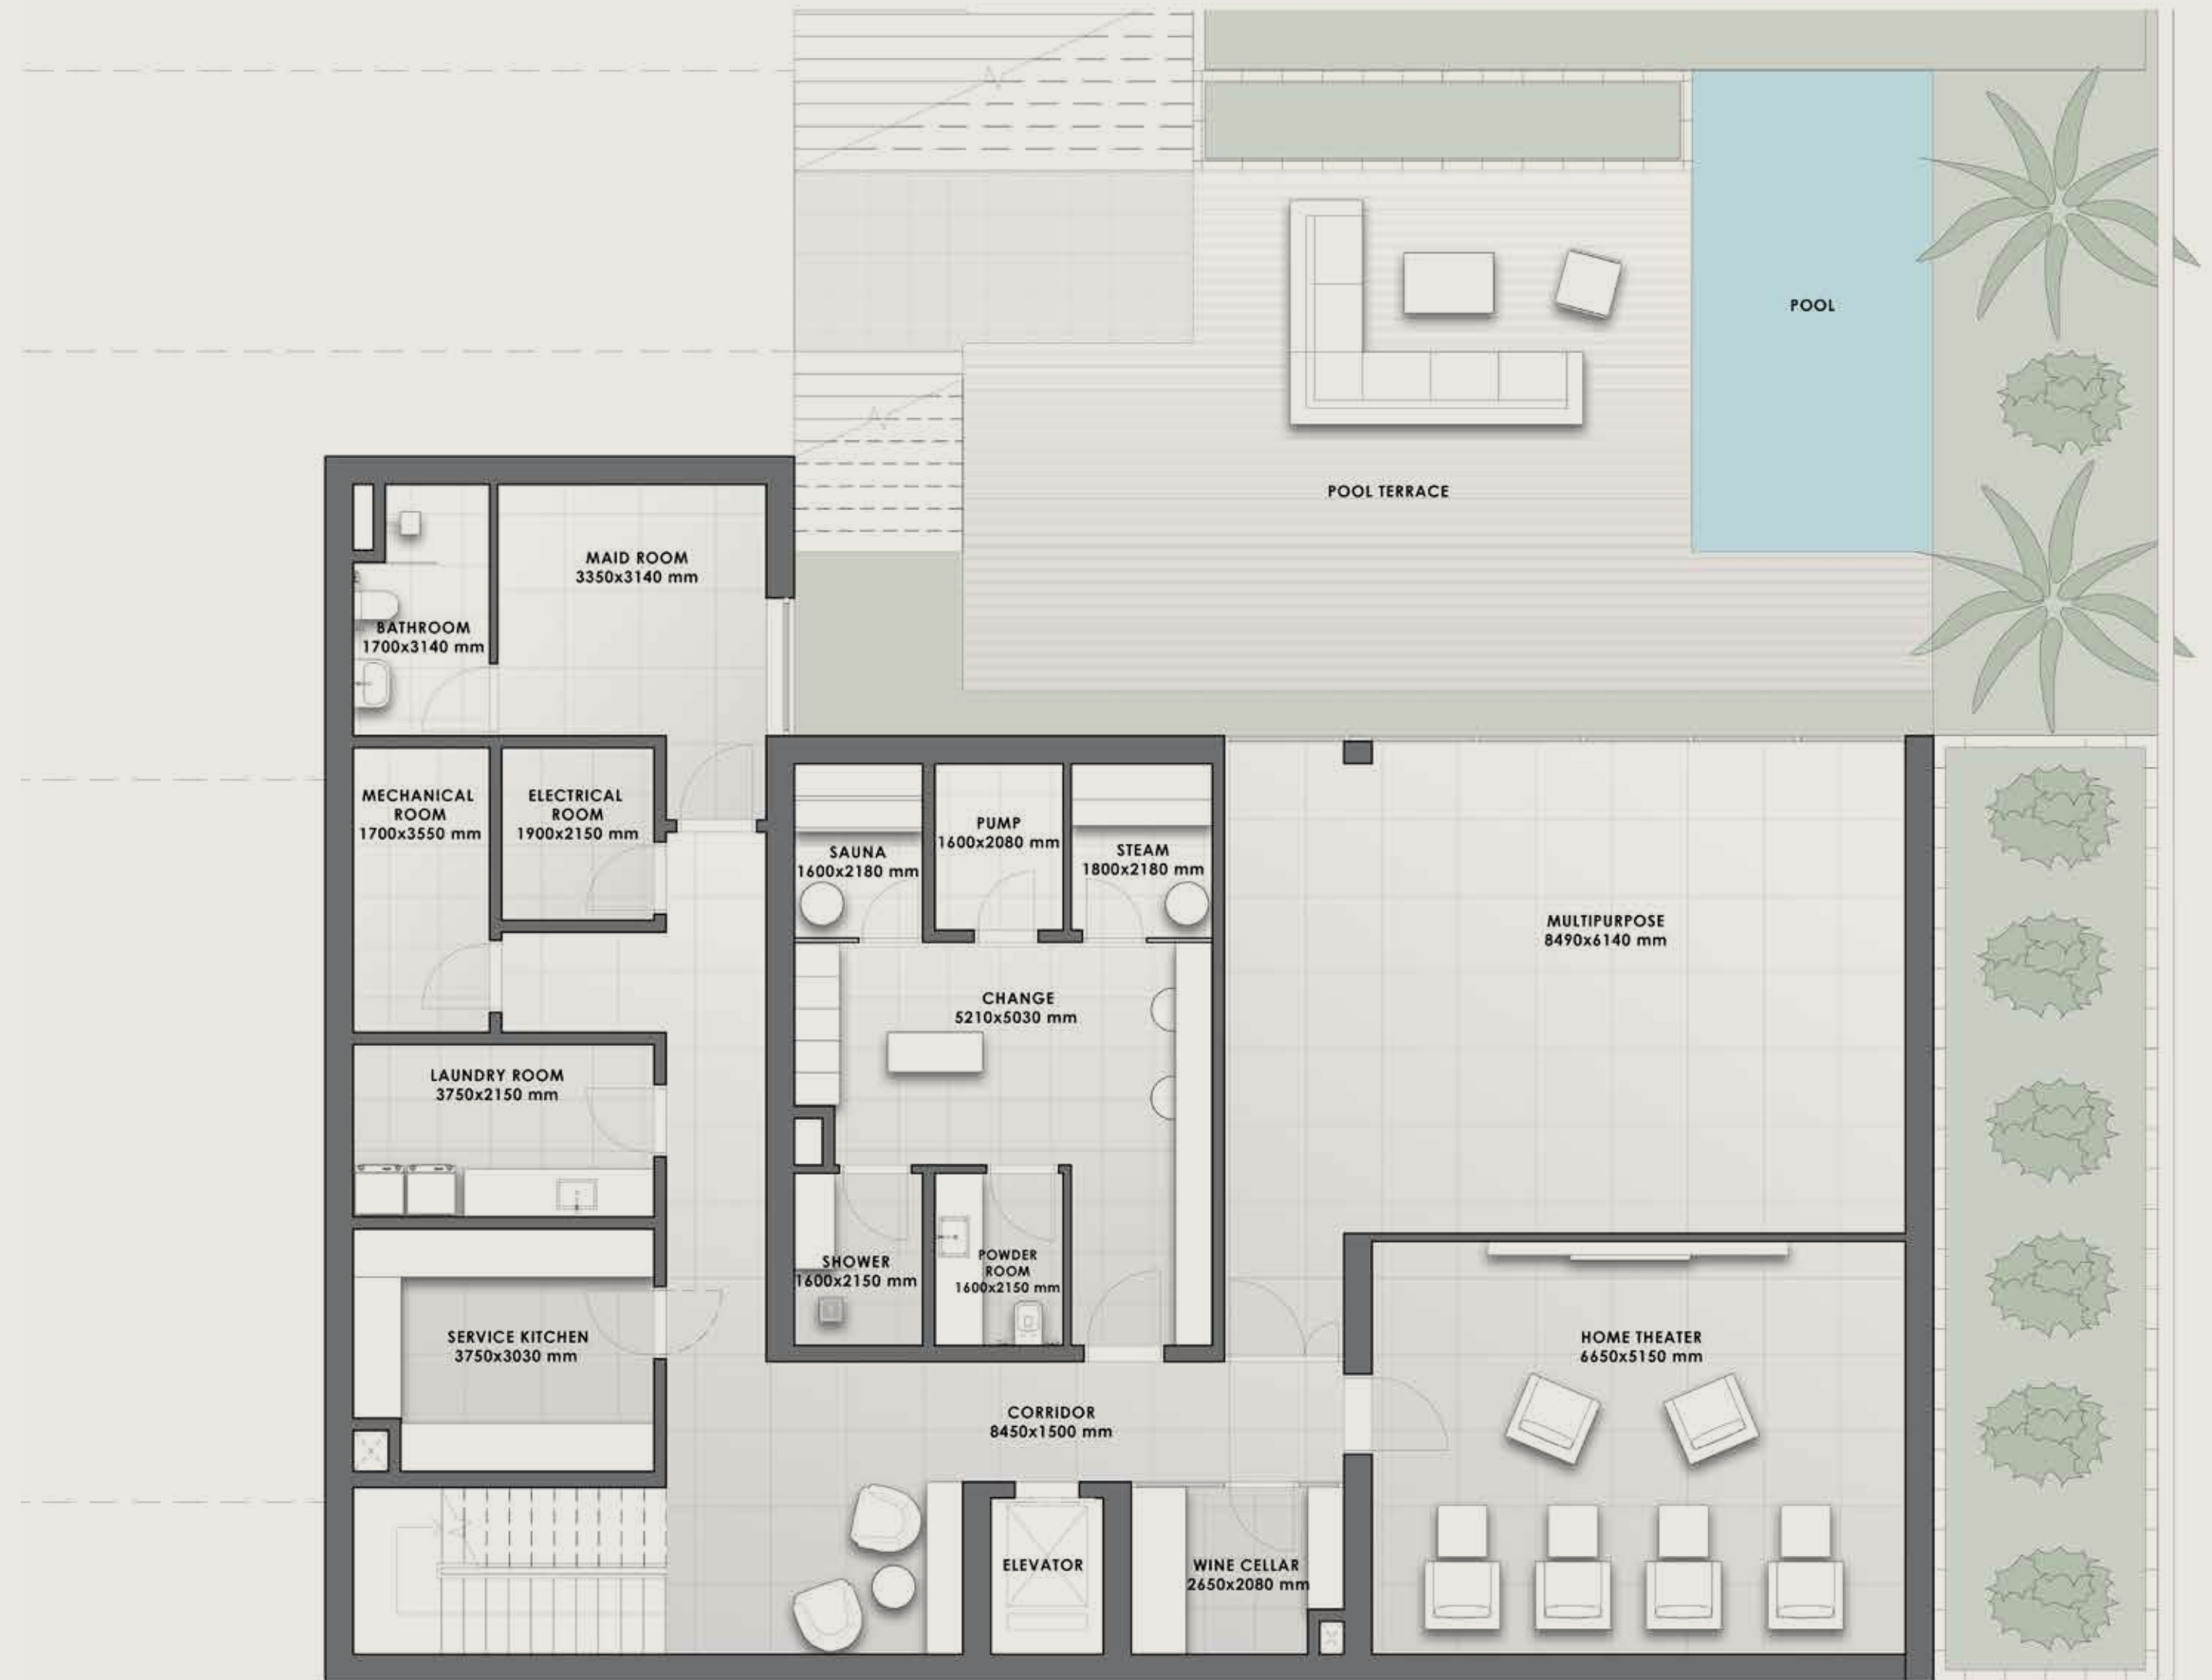 POOL
POOL TERRACE
MAID ROOM
3350x3140 mm
BATHROOM
1700x3140 mm
MECHANICAL
ROOM
1700x3550 mm
ELECTRICAL
ROOM
1900x2150 mm
SAUNA
1600x2180 mm
PUMP
1600x2080 mm
STEAM
1800x2180 mm
MULTIPURPOSE
8490x6140 mm
CHANGE
5210x5030 mm
LAUNDRY ROOM
3750x2150 mm
SHOWER
1600x2150 mm
POWDER
ROOM
1600x2150 mm
SERVICE KITCHEN
3750x3030 mm
HOME THEATER
6650x5150 mm
CORRIDOR
8450x1500 mm
ELEVATOR
WINE CELLAR
2650x2080 mm